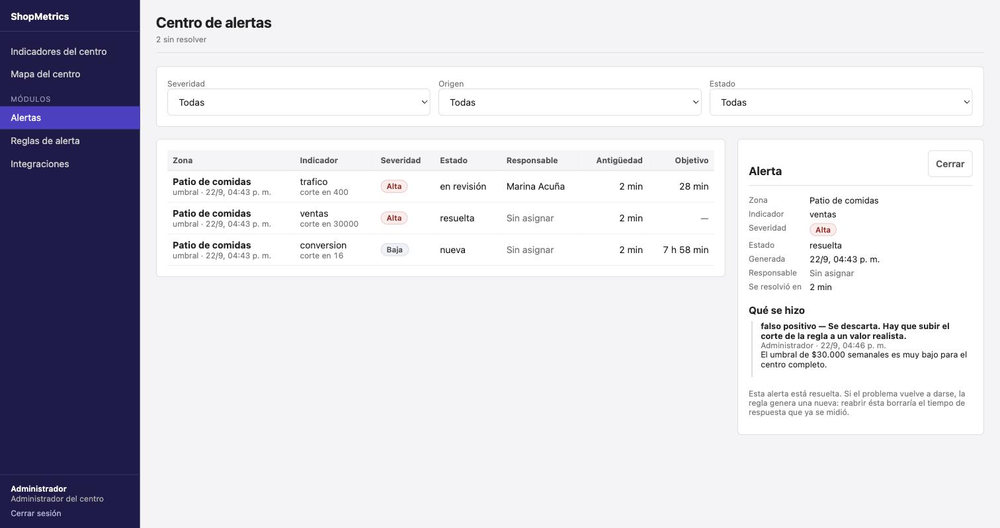 ShopMetrics
Indicadores del centro
Mapa del centro
MÓDULOS
Alertas
Reglas de alerta
Integraciones
Administrador
Administrador del centro
Cerrar sesión
Centro de alertas
2 sin resolver
Severidad
Todas
Origen
Todas
Estado
Todas
Zona Indicador Severidad Estado Responsable Antigüedad Objetivo
Patio de comidas trafico Alta en revisión Marina Acuña 2 min 28 min
umbral · 22/9, 04:43 p. m. corte en 400
Patio de comidas ventas Alta resuelta Sin asignar 2 min —
umbral · 22/9, 04:43 p. m. corte en 30000
Patio de comidas conversion Baja nueva Sin asignar 2 min 7 h 58 min
umbral · 22/9, 04:43 p. m. corte en 16
Alerta
Cerrar
Zona Patio de comidas
Indicador ventas
Severidad Alta
Estado resuelta
Generada 22/9, 04:43 p. m.
Responsable Sin asignar
Se resolvió en 2 min
Qué se hizo
falso positivo — Se descarta. Hay que subir el
corte de la regla a un valor realista.
Administrador · 22/9, 04:46 p. m.
El umbral de $30.000 semanales es muy bajo para el
centro completo.
Esta alerta está resuelta. Si el problema vuelve a darse, la
regla genera una nueva: reabrir ésta borraría el tiempo de
respuesta que ya se midió.